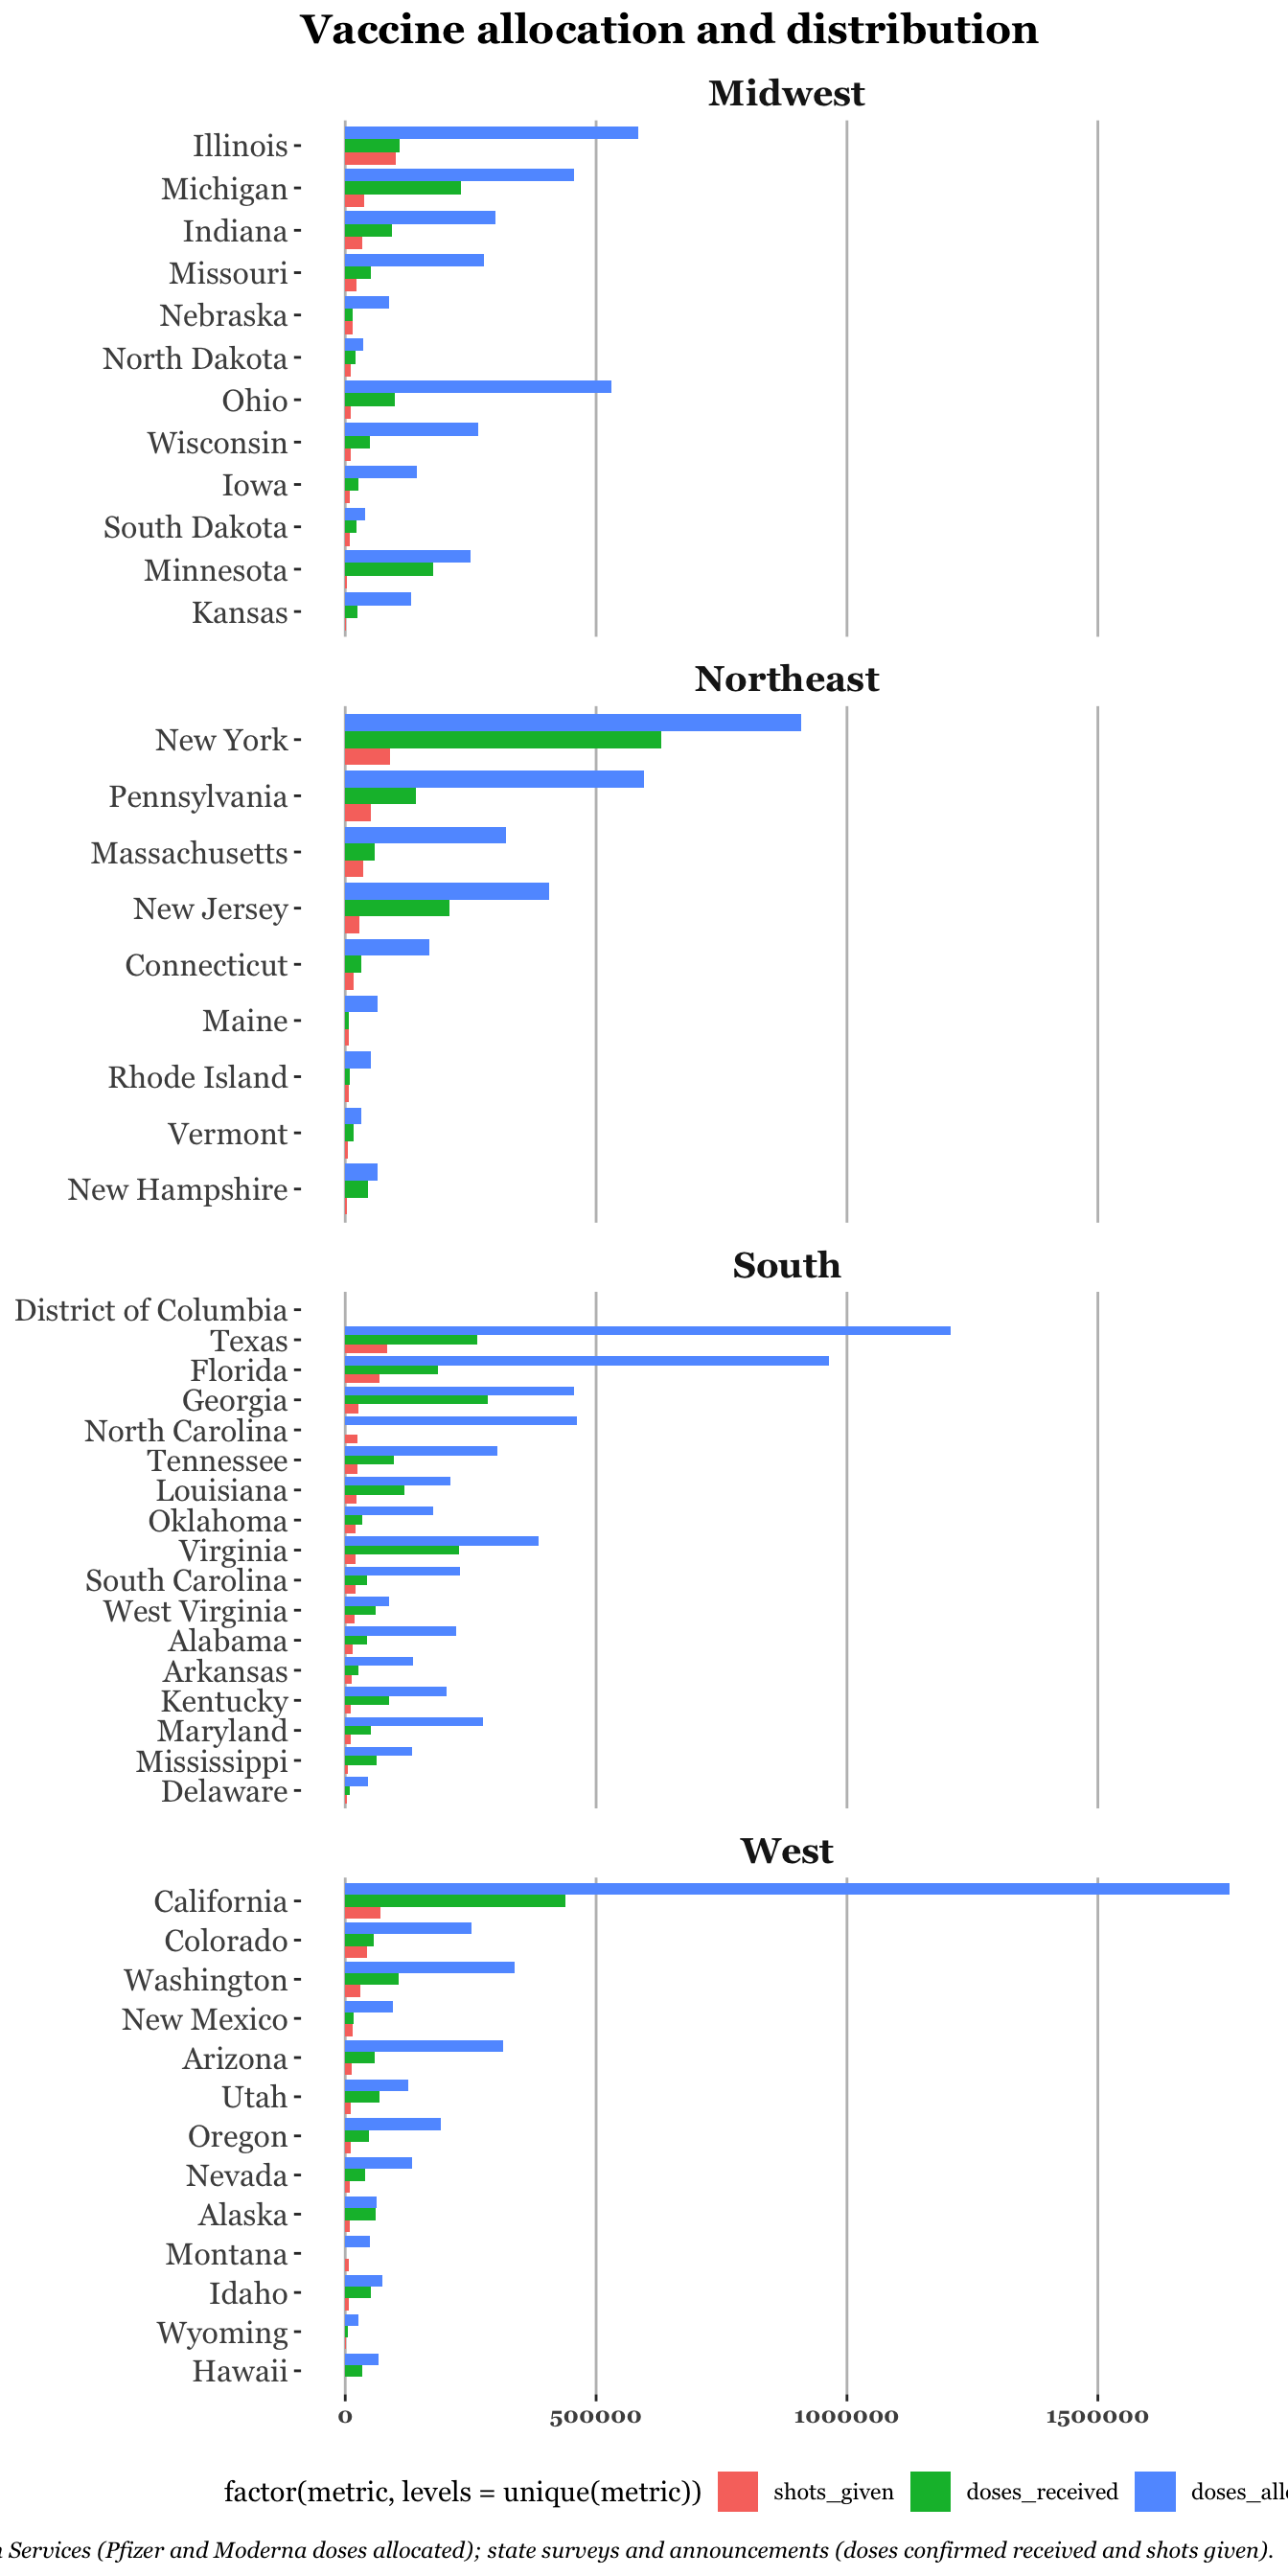 Vaccine allocation and distribution
Midwest
Illinois
Michigan
Indiana
Missouri
Nebraska
North Dakota
Ohio
Wisconsin
Iowa
South Dakota
Minnesota
Kansas
Northeast
New York
Pennsylvania
Massachusetts
New Jersey
Connecticut
Maine
Rhode Island
Vermont
New Hampshire
South
District of Columbia
Texas
Florida
Georgia
North Carolina
Tennessee
Louisiana
Oklahoma
Virginia
South Carolina
West Virginia
Alabama
Arkansas
Kentucky
Maryland
Mississippi
Delaware
West
California
Colorado
Washington
New Mexico
Arizona
Utah
Oregon
Nevada
Alaska
Montana
Idaho
Wyoming
Hawaii
0 500000 1000000 1500000
factor(metric, levels = unique(metric)) shots_given doses_received doses_all
Services (Pfizer and Moderna doses allocated); state surveys and announcements (doses confirmed received and shots given).